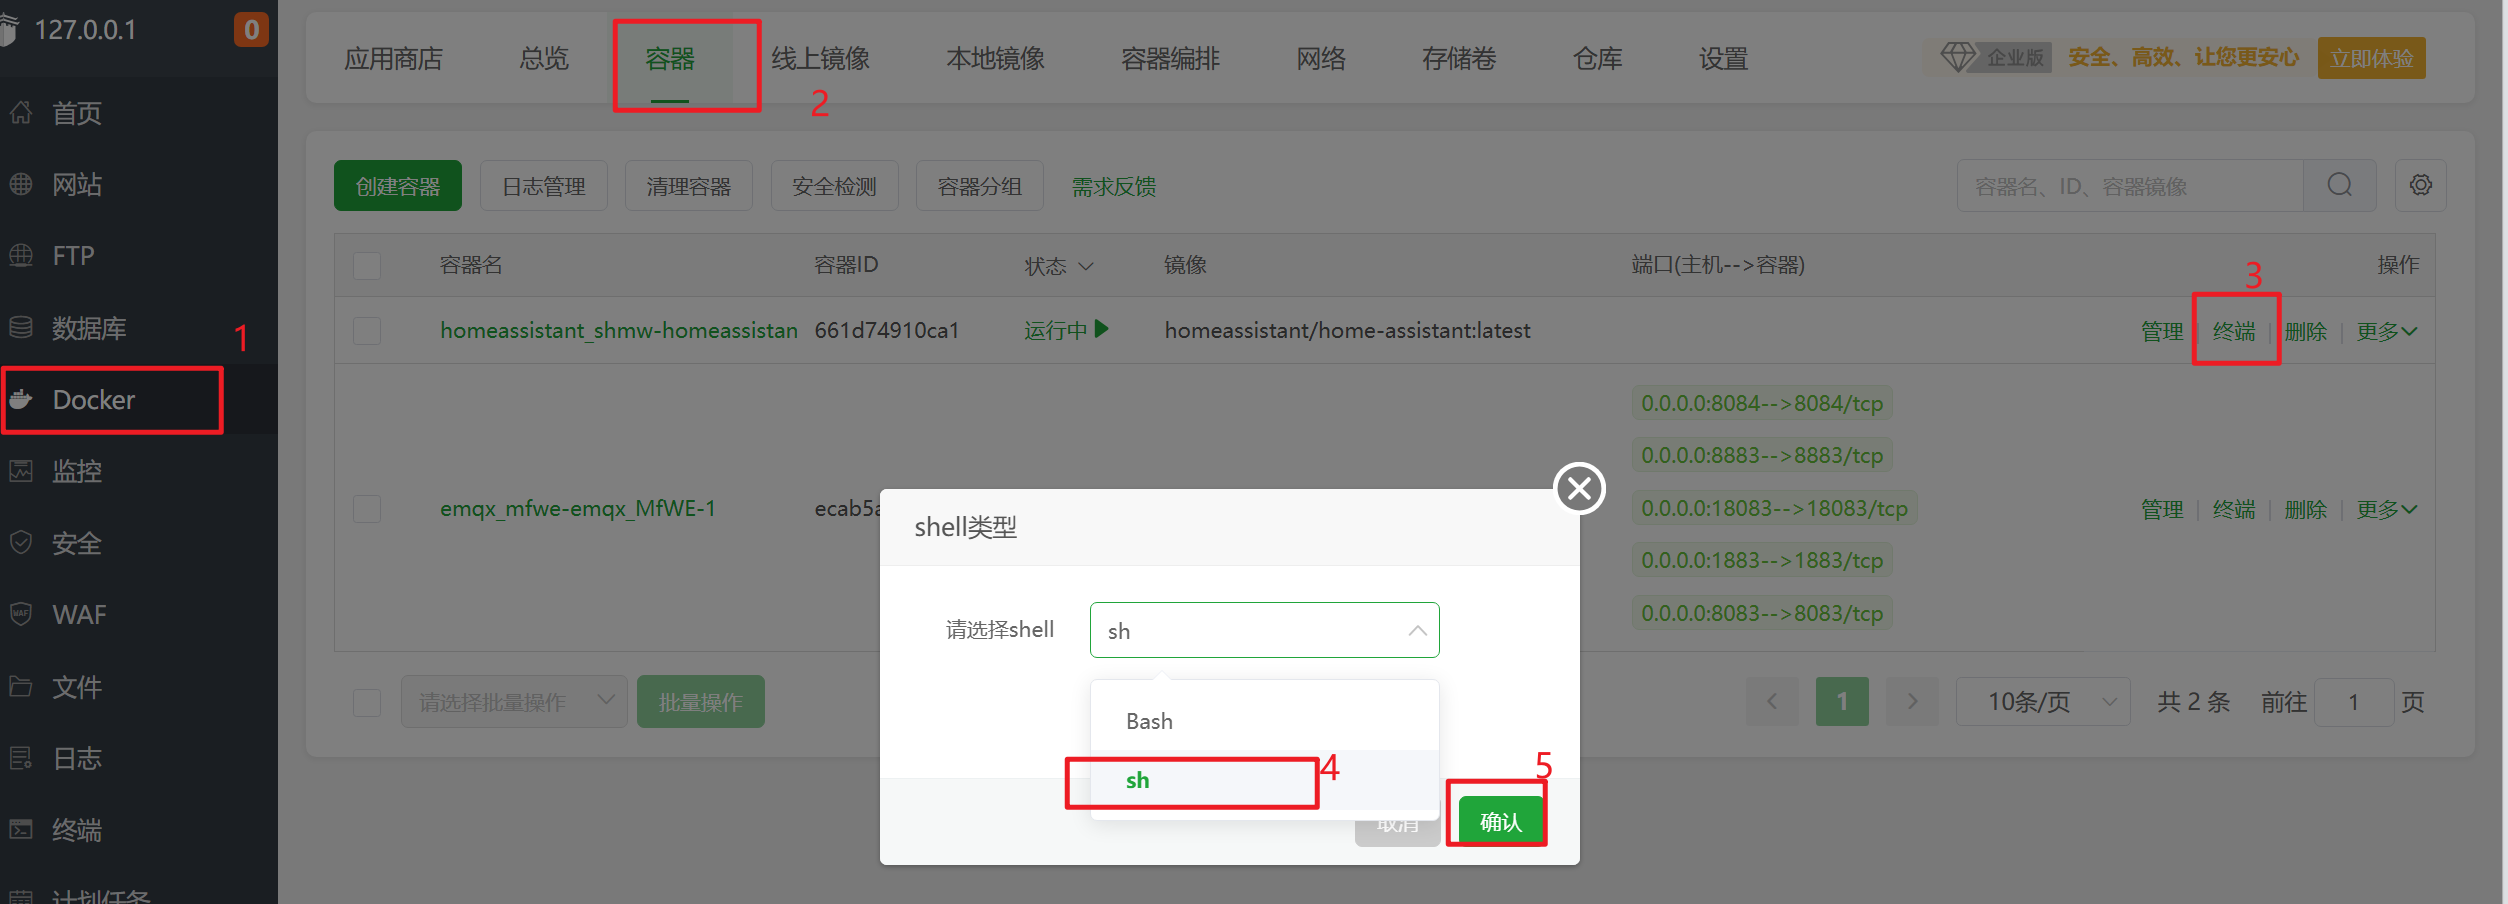 127.0.0.1
0
首页
网站
FTP
数据库
1
Docker
监控
安全
WAF
文件
日志
终端
计划任务
应用商店 总览 容器 线上镜像 本地镜像 容器编排 网络 存储卷 仓库 设置
2
企业版 安全、高效、让您更安心 立即体验
创建容器 日志管理 清理容器 安全检测 容器分组 需求反馈
容器名、ID、容器镜像
容器名 容器ID 状态 镜像 端口(主机-->容器) 操作
3
homeassistant_shmw-homeassistan 661d74910ca1 运行中 homeassistant/home-assistant:latest 管理 | 终端 | 删除 | 更多
0.0.0.0:8084-->8084/tcp
0.0.0.0:8883-->8883/tcp
emqx_mfwe-emqx_MfWE-1 ecab5a 0.0.0.0:18083-->18083/tcp 管理 | 终端 | 删除 | 更多
0.0.0.0:1883-->1883/tcp
0.0.0.0:8083-->8083/tcp
请选择批量操作 批量操作
1 10条/页 共 2 条 前往 1 页
shell类型
请选择shell sh
Bash
sh
4
5
取消 确认